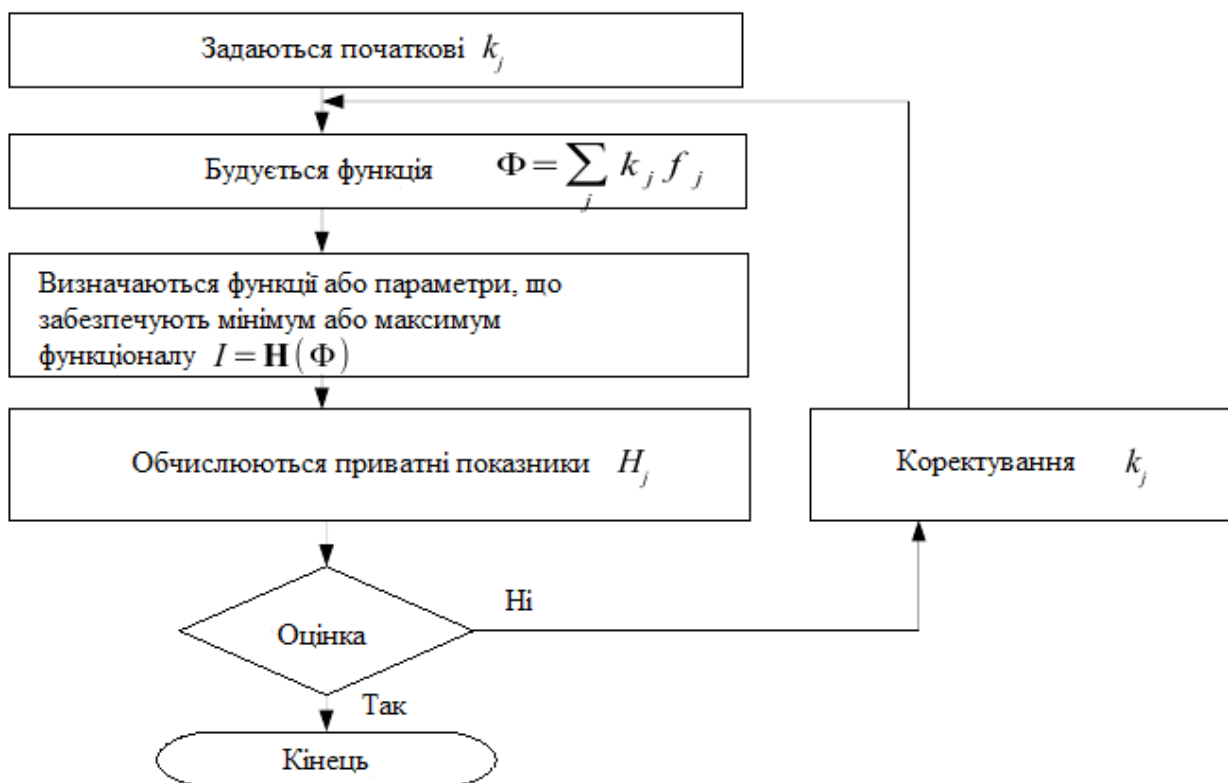 Задаються початкові k_j
Будується функція Φ = ∑_j k_j f_j
Визначаються функції або параметри, що
забезпечують мінімум або максимум
функціоналу I = H(Φ)
Обчислюються приватні показники H_j
Коректування k_j
Ні
Оцінка
Так
Кінець